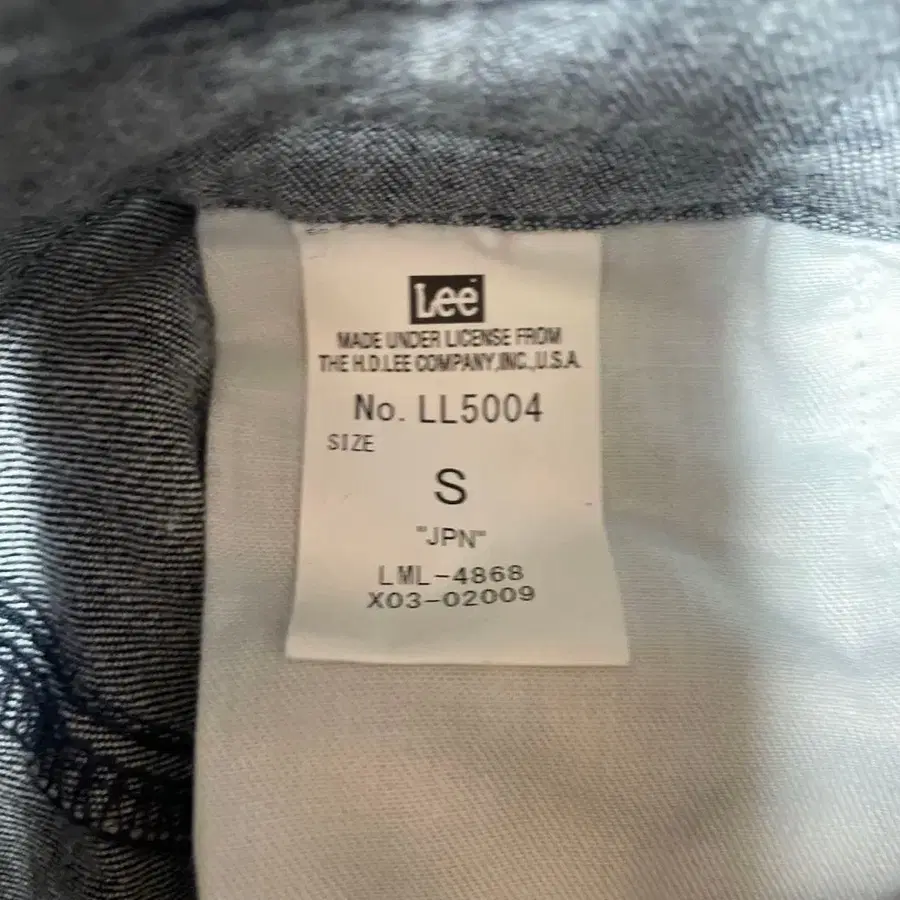 Lee
MADE UNDER LICENSE FROM
THE H.D.LEE COMPANY,INC.,U.S.A.
No. LL5004
SIZE
S
"JPN"
LML-4868
X03-02009